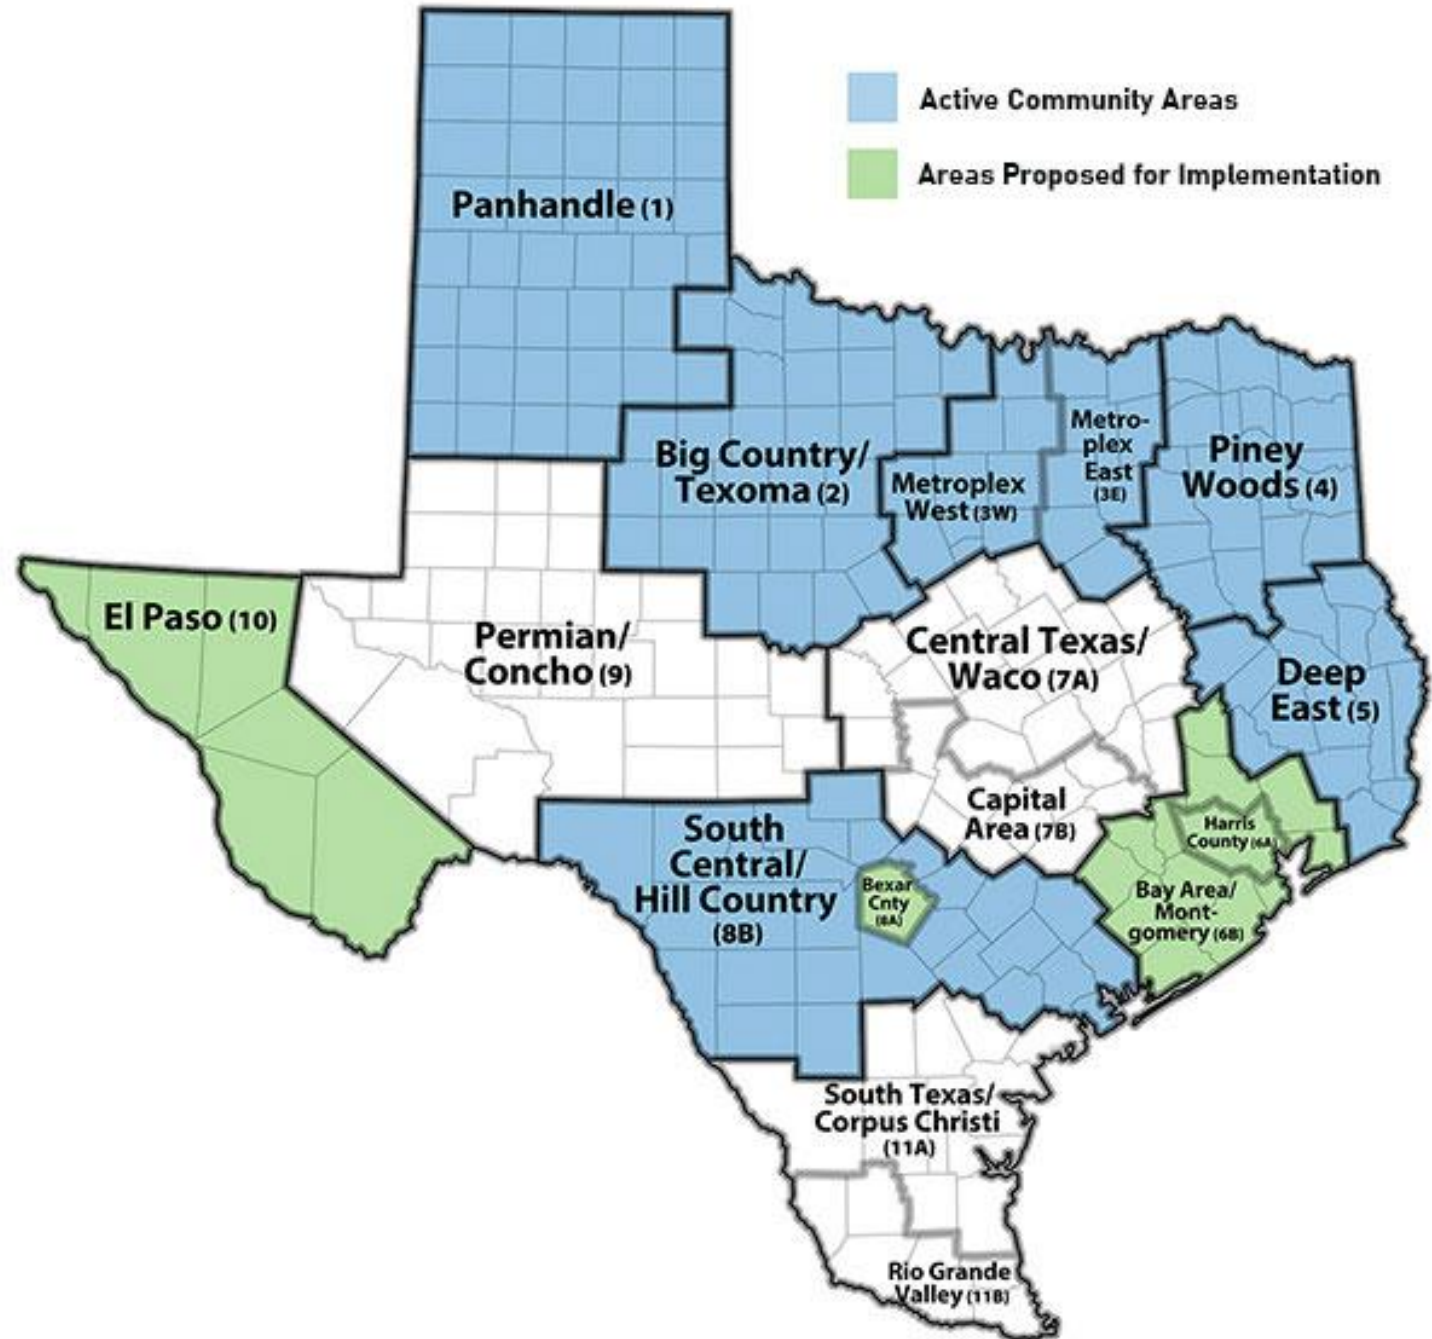 Active Community Areas
Areas Proposed for Implementation
Panhandle (1)
Big Country/
Texoma (2)
Metroplex
West (3W)
Metro-
plex
East
(3E)
Piney
Woods (4)
El Paso (10)
Permian/
Concho (9)
Central Texas/
Waco (7A)
Deep
East (5)
Capital
Area (7B)
Harris
County (6A)
South
Central/
Hill Country
(8B)
Bexar
Cnty
(8A)
Bay Area/
Mont-
gomery (6B)
South Texas/
Corpus Christi
(11A)
Rio Grande
Valley (11B)